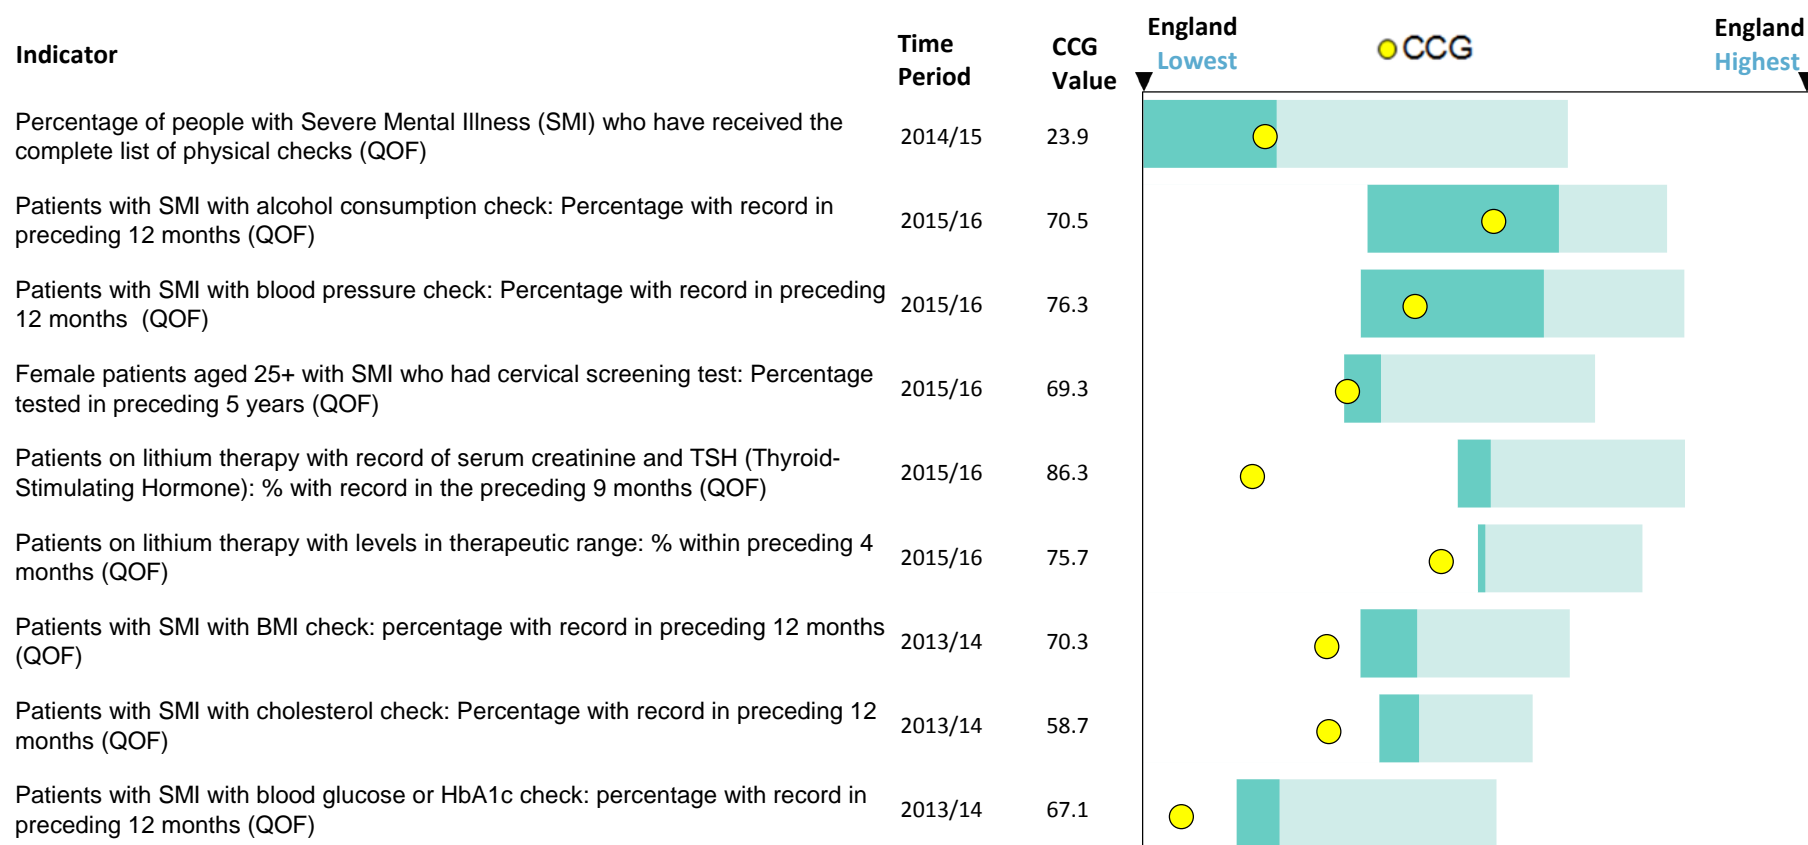 Indicator
Time
Period
CCG
Value
England
Lowest
CCG
England
Highest
Percentage of people with Severe Mental Illness (SMI) who have received the
complete list of physical checks (QOF)
2014/15
23.9
Patients with SMI with alcohol consumption check: Percentage with record in
preceding 12 months (QOF)
2015/16
70.5
Patients with SMI with blood pressure check: Percentage with record in preceding
12 months  (QOF)
2015/16
76.3
Female patients aged 25+ with SMI who had cervical screening test: Percentage
tested in preceding 5 years (QOF)
2015/16
69.3
Patients on lithium therapy with record of serum creatinine and TSH (Thyroid-
Stimulating Hormone): % with record in the preceding 9 months (QOF)
2015/16
86.3
Patients on lithium therapy with levels in therapeutic range: % within preceding 4
months (QOF)
2015/16
75.7
Patients with SMI with BMI check: percentage with record in preceding 12 months
(QOF)
2013/14
70.3
Patients with SMI with cholesterol check: Percentage with record in preceding 12
months (QOF)
2013/14
58.7
Patients with SMI with blood glucose or HbA1c check: percentage with record in
preceding 12 months (QOF)
2013/14
67.1